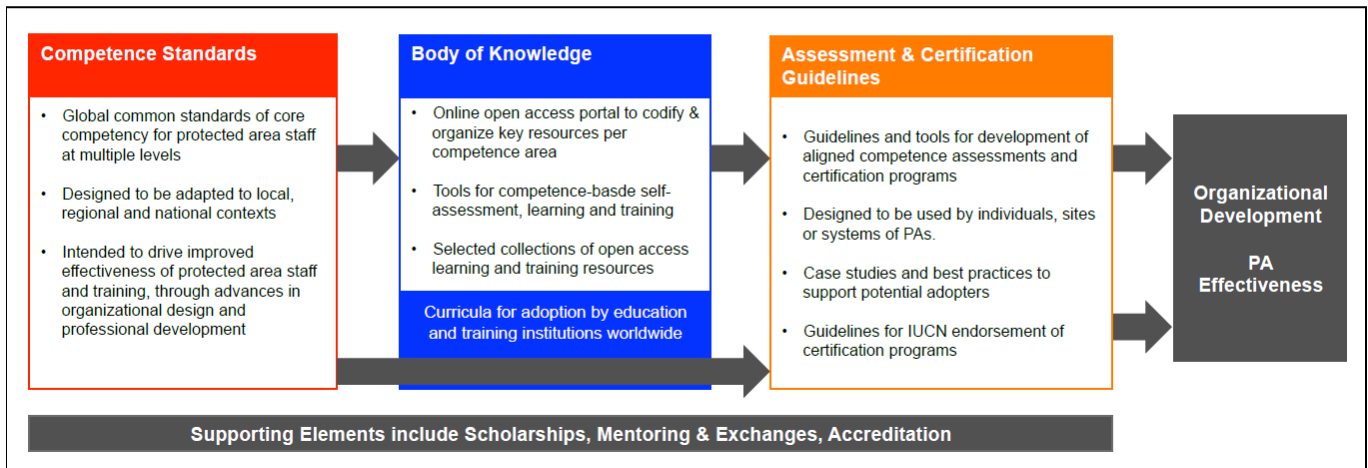 Competence Standards
• Global common standards of core
competency for protected area staff
at multiple levels
• Designed to be adapted to local,
regional and national contexts
• Intended to drive improved
effectiveness of protected area staff
and training, through advances in
organizational design and
professional development
Body of Knowledge
• Online open access portal to codify &
organize key resources per
competence area
• Tools for competence-basde self-
assessment, learning and training
• Selected collections of open access
learning and training resources
Curricula for adoption by education
and training institutions worldwide
Assessment & Certification
Guidelines
• Guidelines and tools for development of
aligned competence assessments and
certification programs
• Designed to be used by individuals, sites
or systems of PAs.
• Case studies and best practices to
support potential adopters
• Guidelines for IUCN endorsement of
certification programs
Organizational
Development
PA
Effectiveness
Supporting Elements include Scholarships, Mentoring & Exchanges, Accreditation